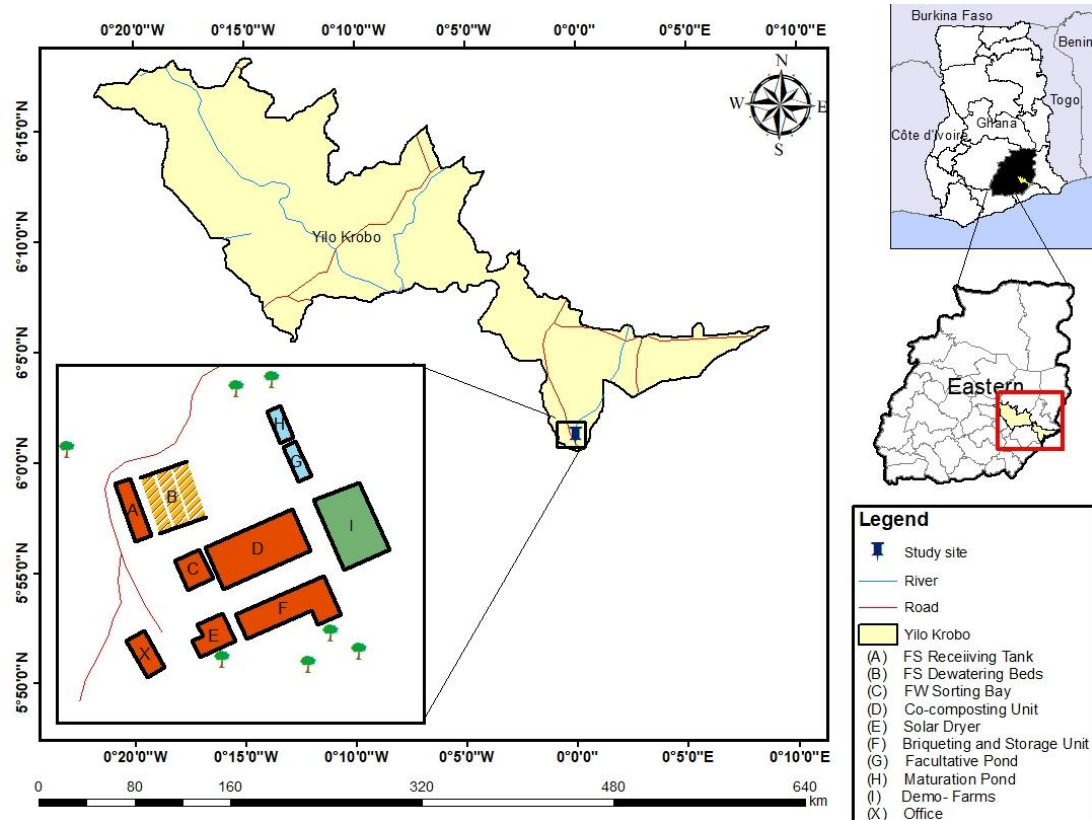 0°20'0"W 0°15'0"W 0°10'0"W 0°5'0"W 0°0'0" 0°5'0"E 0°10'0"E
6°15'0"N
6°10'0"N
6°5'0"N
6°0'0"N
5°55'0"N
5°50'0"N
N
W E
S
Yilo Krobo
H
G
A
B
I
D
C
F
E
X
0°20'0"W 0°15'0"W 0°10'0"W 0°5'0"W 0°0'0" 0°5'0"E 0°10'0"E
0 80 160 320 480 640
km
Burkina Faso
Benin
Togo
Ghana
Côte d'Ivoire
Eastern
Legend
Study site
River
Road
Yilo Krobo
(A) FS Receiiving Tank
(B) FS Dewatering Beds
(C) FW Sorting Bay
(D) Co-composting Unit
(E) Solar Dryer
(F) Briqueting and Storage Unit
(G) Facultative Pond
(H) Maturation Pond
(I) Demo- Farms
(X) Office